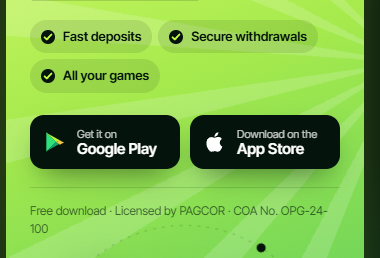 Fast deposits
Secure withdrawals
All your games
Get it on
Google Play
Download on the
App Store
Free download · Licensed by PAGCOR · COA No. OPG-24-
100